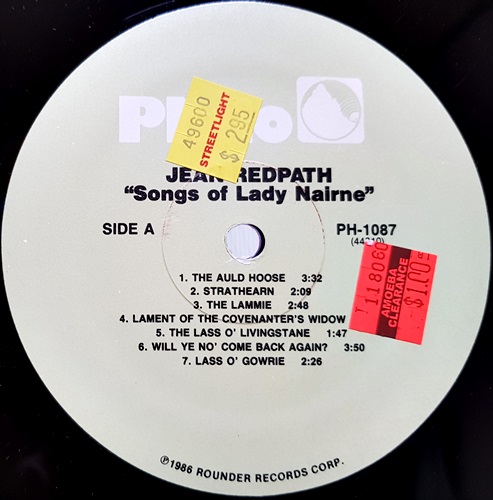 49600
STREETLIGHT
$ 2.95
JEAN REDPATH
"Songs of Lady Nairne"
SIDE A
PH-1087
1. THE AULD HOOSE 3:32
2. STRATHEARN 2:09
3. THE LAMMIE 2:48
4. LAMENT OF THE COVENANTER'S WIDOW
5. THE LASS O' LIVINGSTANE 1:47
6. WILL YE NO' COME BACK AGAIN? 3:50
7. LASS O' GOWRIE 2:26
118060
AMOEBA
CLEARANCE
$1.00
℗1986 ROUNDER RECORDS CORP.